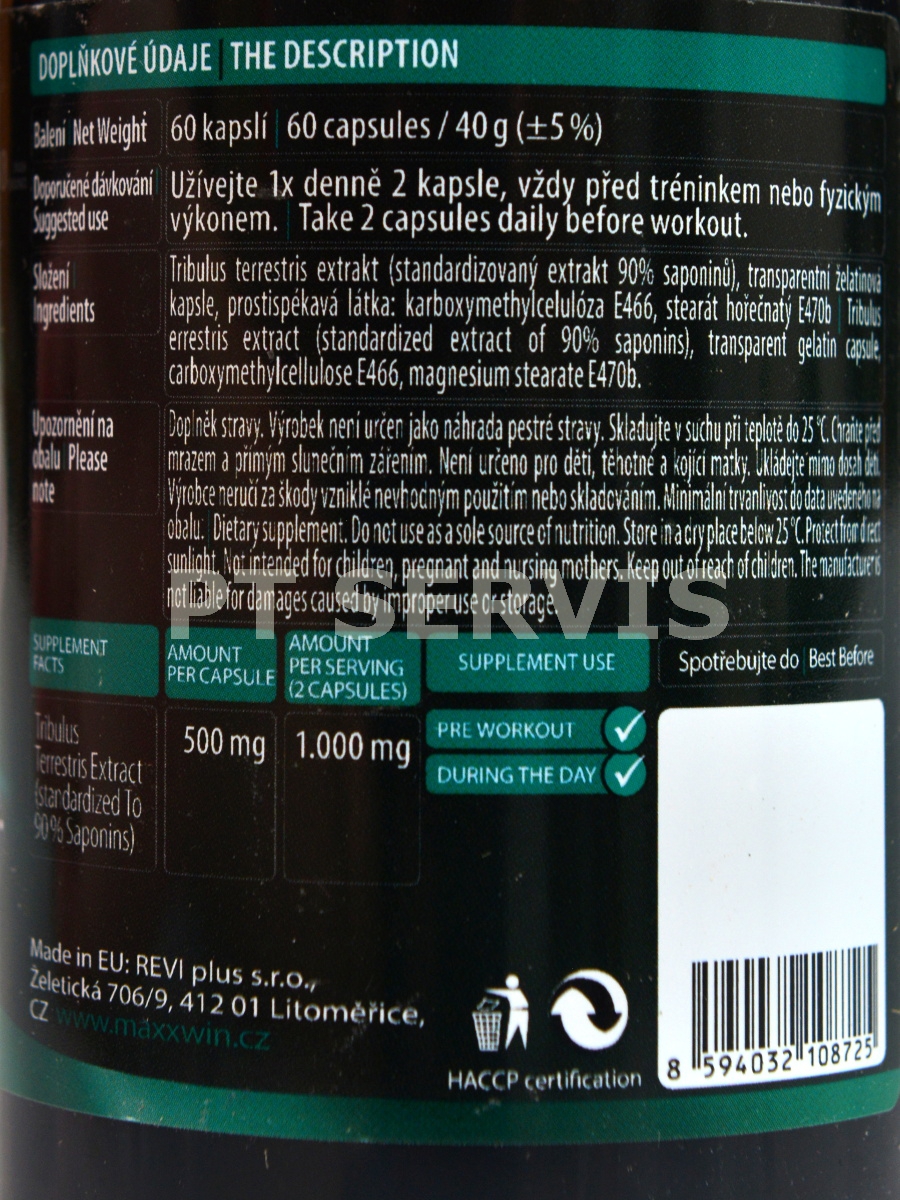 DOPLŇKOVÉ ÚDAJE | THE DESCRIPTION
Balení Net Weight
60 kapslí | 60 capsules / 40 g (±5 %)
Doporučené dávkování
Suggested use
Užívejte 1x denně 2 kapsle, vždy před tréninkem nebo fyzickým
výkonem. | Take 2 capsules daily before workout.
Složení
Ingredients
Tribulus terrestris extrakt (standardizovaný extrakt 90% saponinů), transparentní želatinová
kapsle, protispékavá látka: karboxymethylcelulóza E466, stearát hořečnatý E470b | Tribulus
errestris extract (standardized extract of 90% saponins), transparent gelatin capsule,
carboxymethylcellulose E466, magnesium stearate E470b.
Upozornění na
obalu Please
note
Doplněk stravy. Výrobek není určen jako náhrada pestré stravy. Skladujte v suchu při teplotě do 25°C. Chraňte před
mrazem a přímým slunečním zářením. Není určeno pro děti, těhotné a kojící matky. Ukládejte mimo dosah dětí.
Výrobce neručí za škody vzniklé nevhodným použitím nebo skladováním. Minimální trvanlivost do data uvedeného na
obalu. Dietary supplement. Do not use as a sole source of nutrition. Store in a dry place below 25°C. Protect from direct
sunlight. Not intended for children, pregnant and nursing mothers. Keep out of reach of children. The manufacturer is
not liable for damages caused by improper use or storage.
PT SERVIS
SUPPLEMENT
FACTS
AMOUNT
PER CAPSULE
AMOUNT
PER SERVING
(2 CAPSULES)
SUPPLEMENT USE
Spotřebujte do | Best Before
Tribulus
Terrestris Extract
(standardized To
90 % Saponins)
500 mg
1.000 mg
PRE WORKOUT
DURING THE DAY
Made in EU: REVI plus s.r.o.,
Želetická 706/9, 412 01 Litoměřice,
CZ www.maxxwin.cz
HACCP certification
8 594032 108725